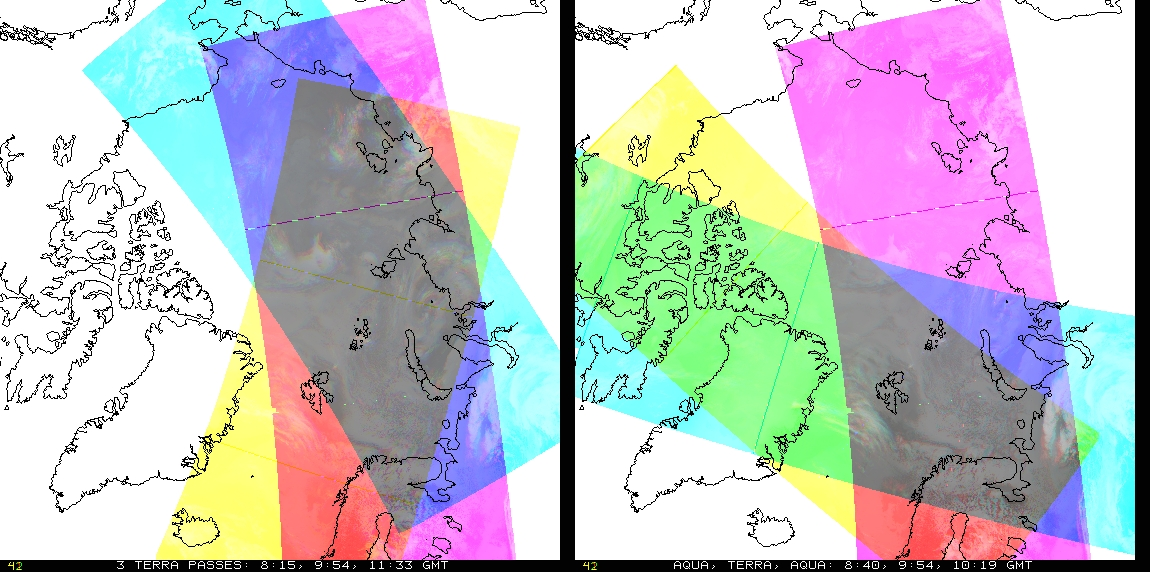 42 3 TERRA PASSES: 8:15, 9:54, 11:33 GMT
42 AQUA, TERRA, AQUA: 8:40, 9:54, 10:19 GMT